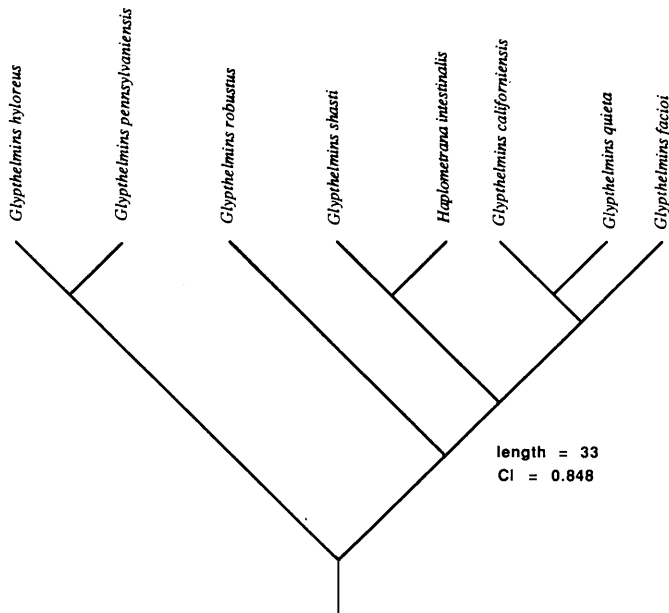 Glypthelmins hyloreus
Glypthelmins pennsylvaniensis
Glypthelmins robustus
Glypthelmins shasti
Haplometrana intestinalis
Glypthelmins californiensis
Glypthelmins quieta
Glypthelmins facioi
length = 33
CI = 0.848